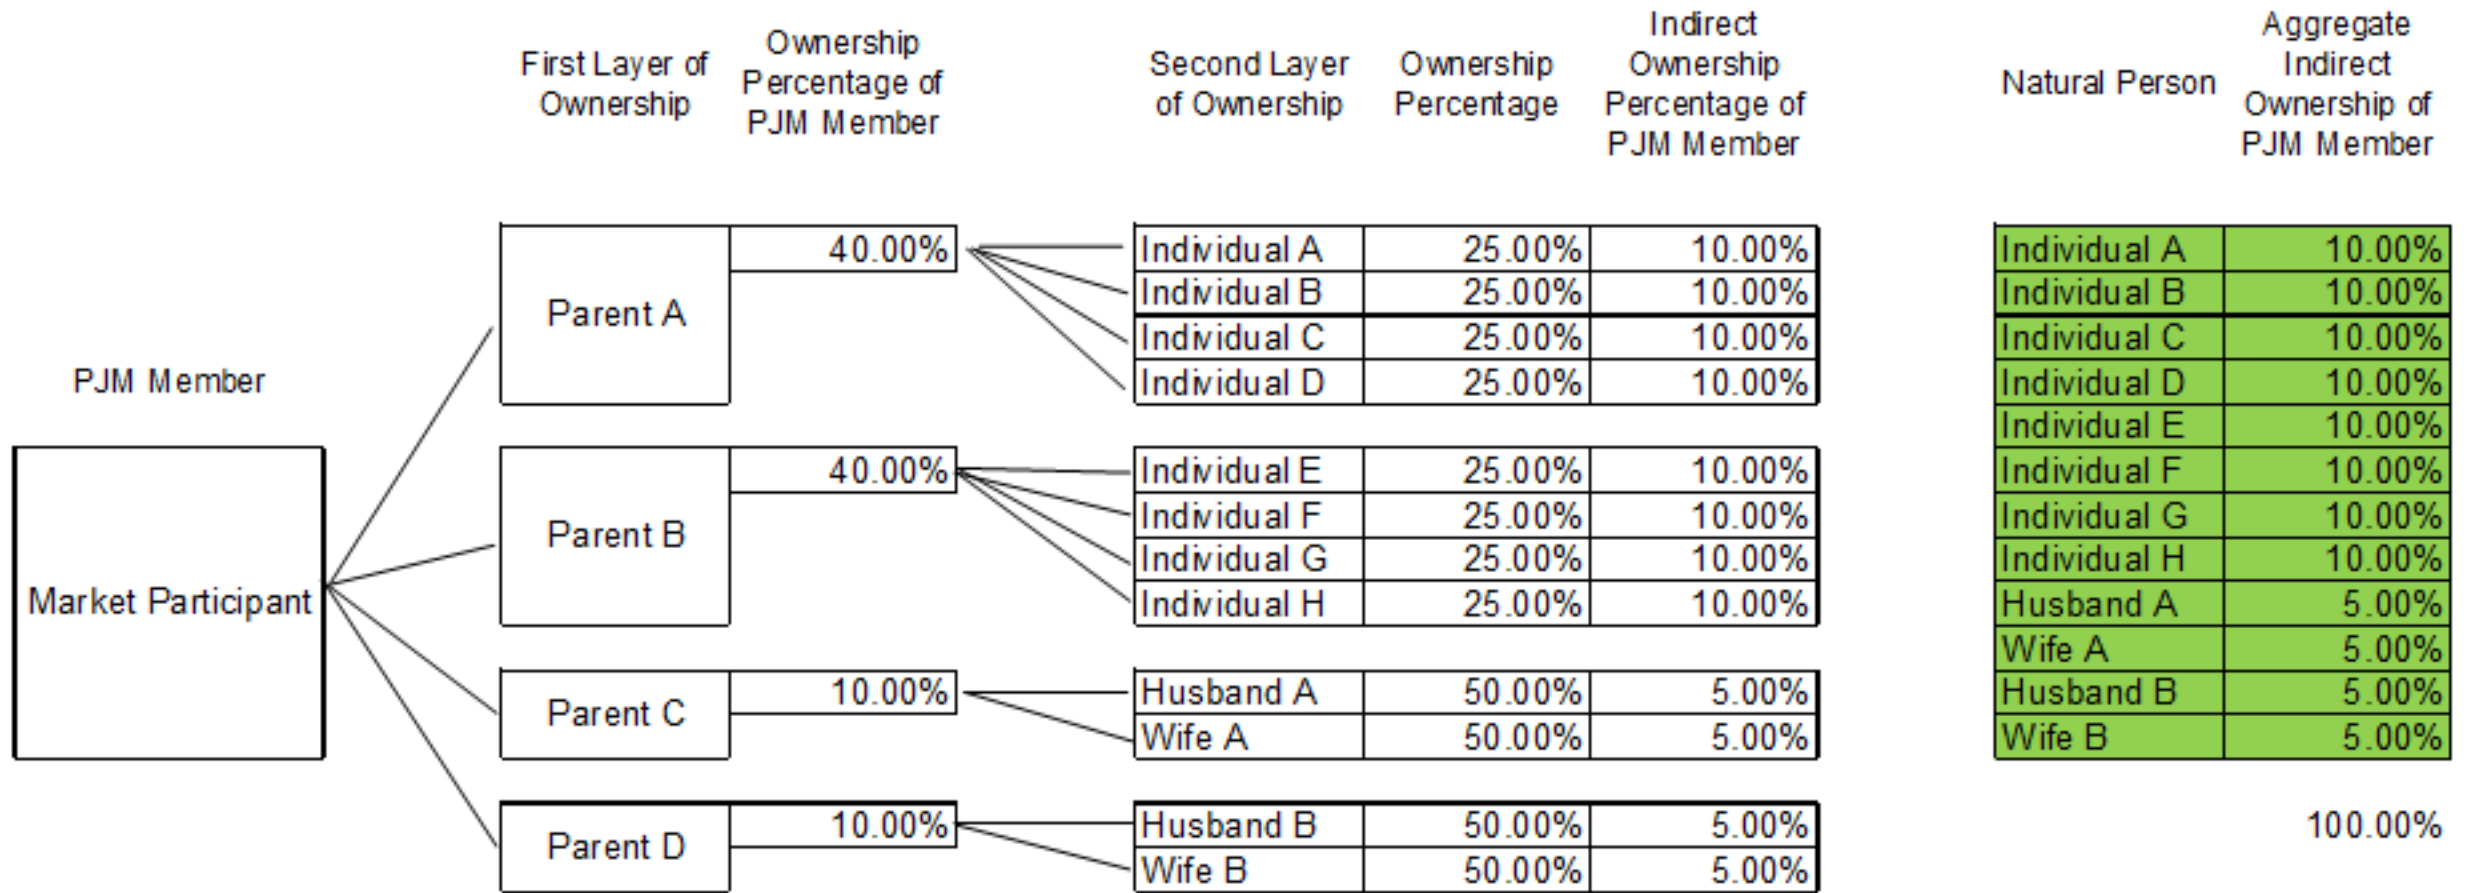 First Layer of
Ownership
Ownership
Percentage of
PJM Member
Second Layer
of Ownership
Ownership
Percentage
Indirect
Ownership
Percentage of
PJM Member
Natural Person
Aggregate
Indirect
Ownership of
PJM Member
PJM Member
Market Participant
Parent A
40.00%
Individual A 25.00% 10.00%
Individual B 25.00% 10.00%
Individual C 25.00% 10.00%
Individual D 25.00% 10.00%
Parent B
40.00%
Individual E 25.00% 10.00%
Individual F 25.00% 10.00%
Individual G 25.00% 10.00%
Individual H 25.00% 10.00%
Parent C
10.00%
Husband A 50.00% 5.00%
Wife A 50.00% 5.00%
Parent D
10.00%
Husband B 50.00% 5.00%
Wife B 50.00% 5.00%
Individual A 10.00%
Individual B 10.00%
Individual C 10.00%
Individual D 10.00%
Individual E 10.00%
Individual F 10.00%
Individual G 10.00%
Individual H 10.00%
Husband A 5.00%
Wife A 5.00%
Husband B 5.00%
Wife B 5.00%
100.00%